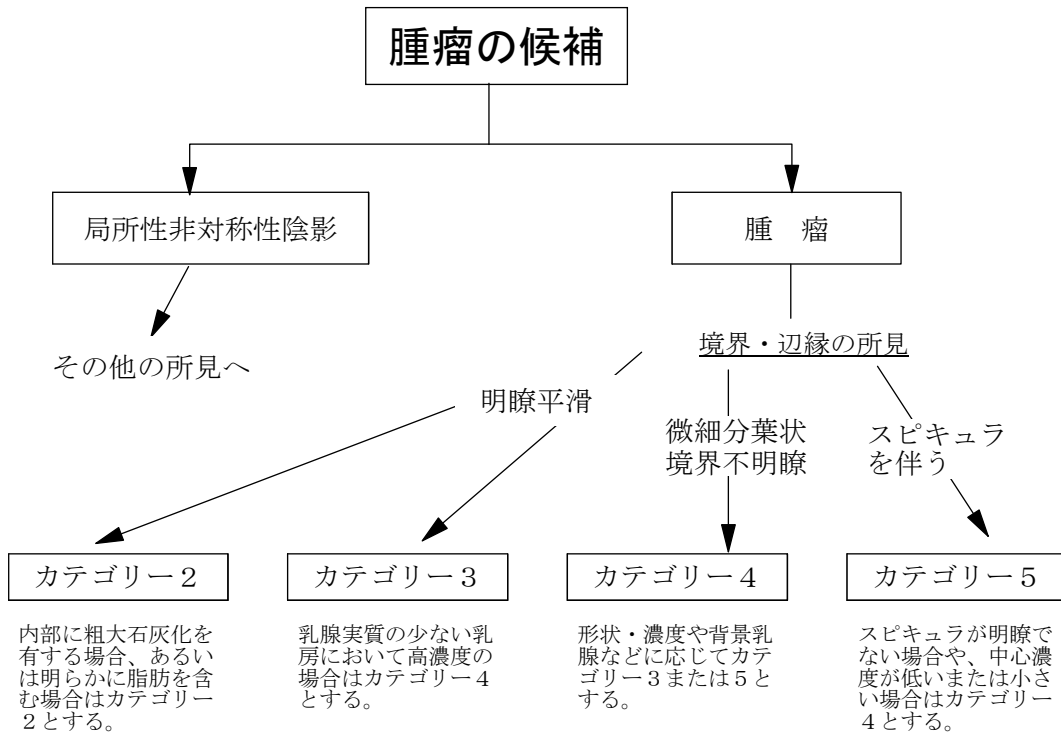 腫瘤の候補
局所性非対称性陰影
腫　瘤
その他の所見へ
境界・辺縁の所見
明瞭平滑
微細分葉状
境界不明瞭
スピキュラ
を伴う
カテゴリー２
内部に粗大石灰化を
有する場合、あるい
は明らかに脂肪を含
む場合はカテゴリー
２とする。
カテゴリー３
乳腺実質の少ない乳
房において高濃度の
場合はカテゴリー４
とする。
カテゴリー４
形状・濃度や背景乳
腺などに応じてカテ
ゴリー３または５と
する。
カテゴリー５
スピキュラが明瞭で
ない場合や、中心濃
度が低いまたは小さ
い場合はカテゴリー
４とする。